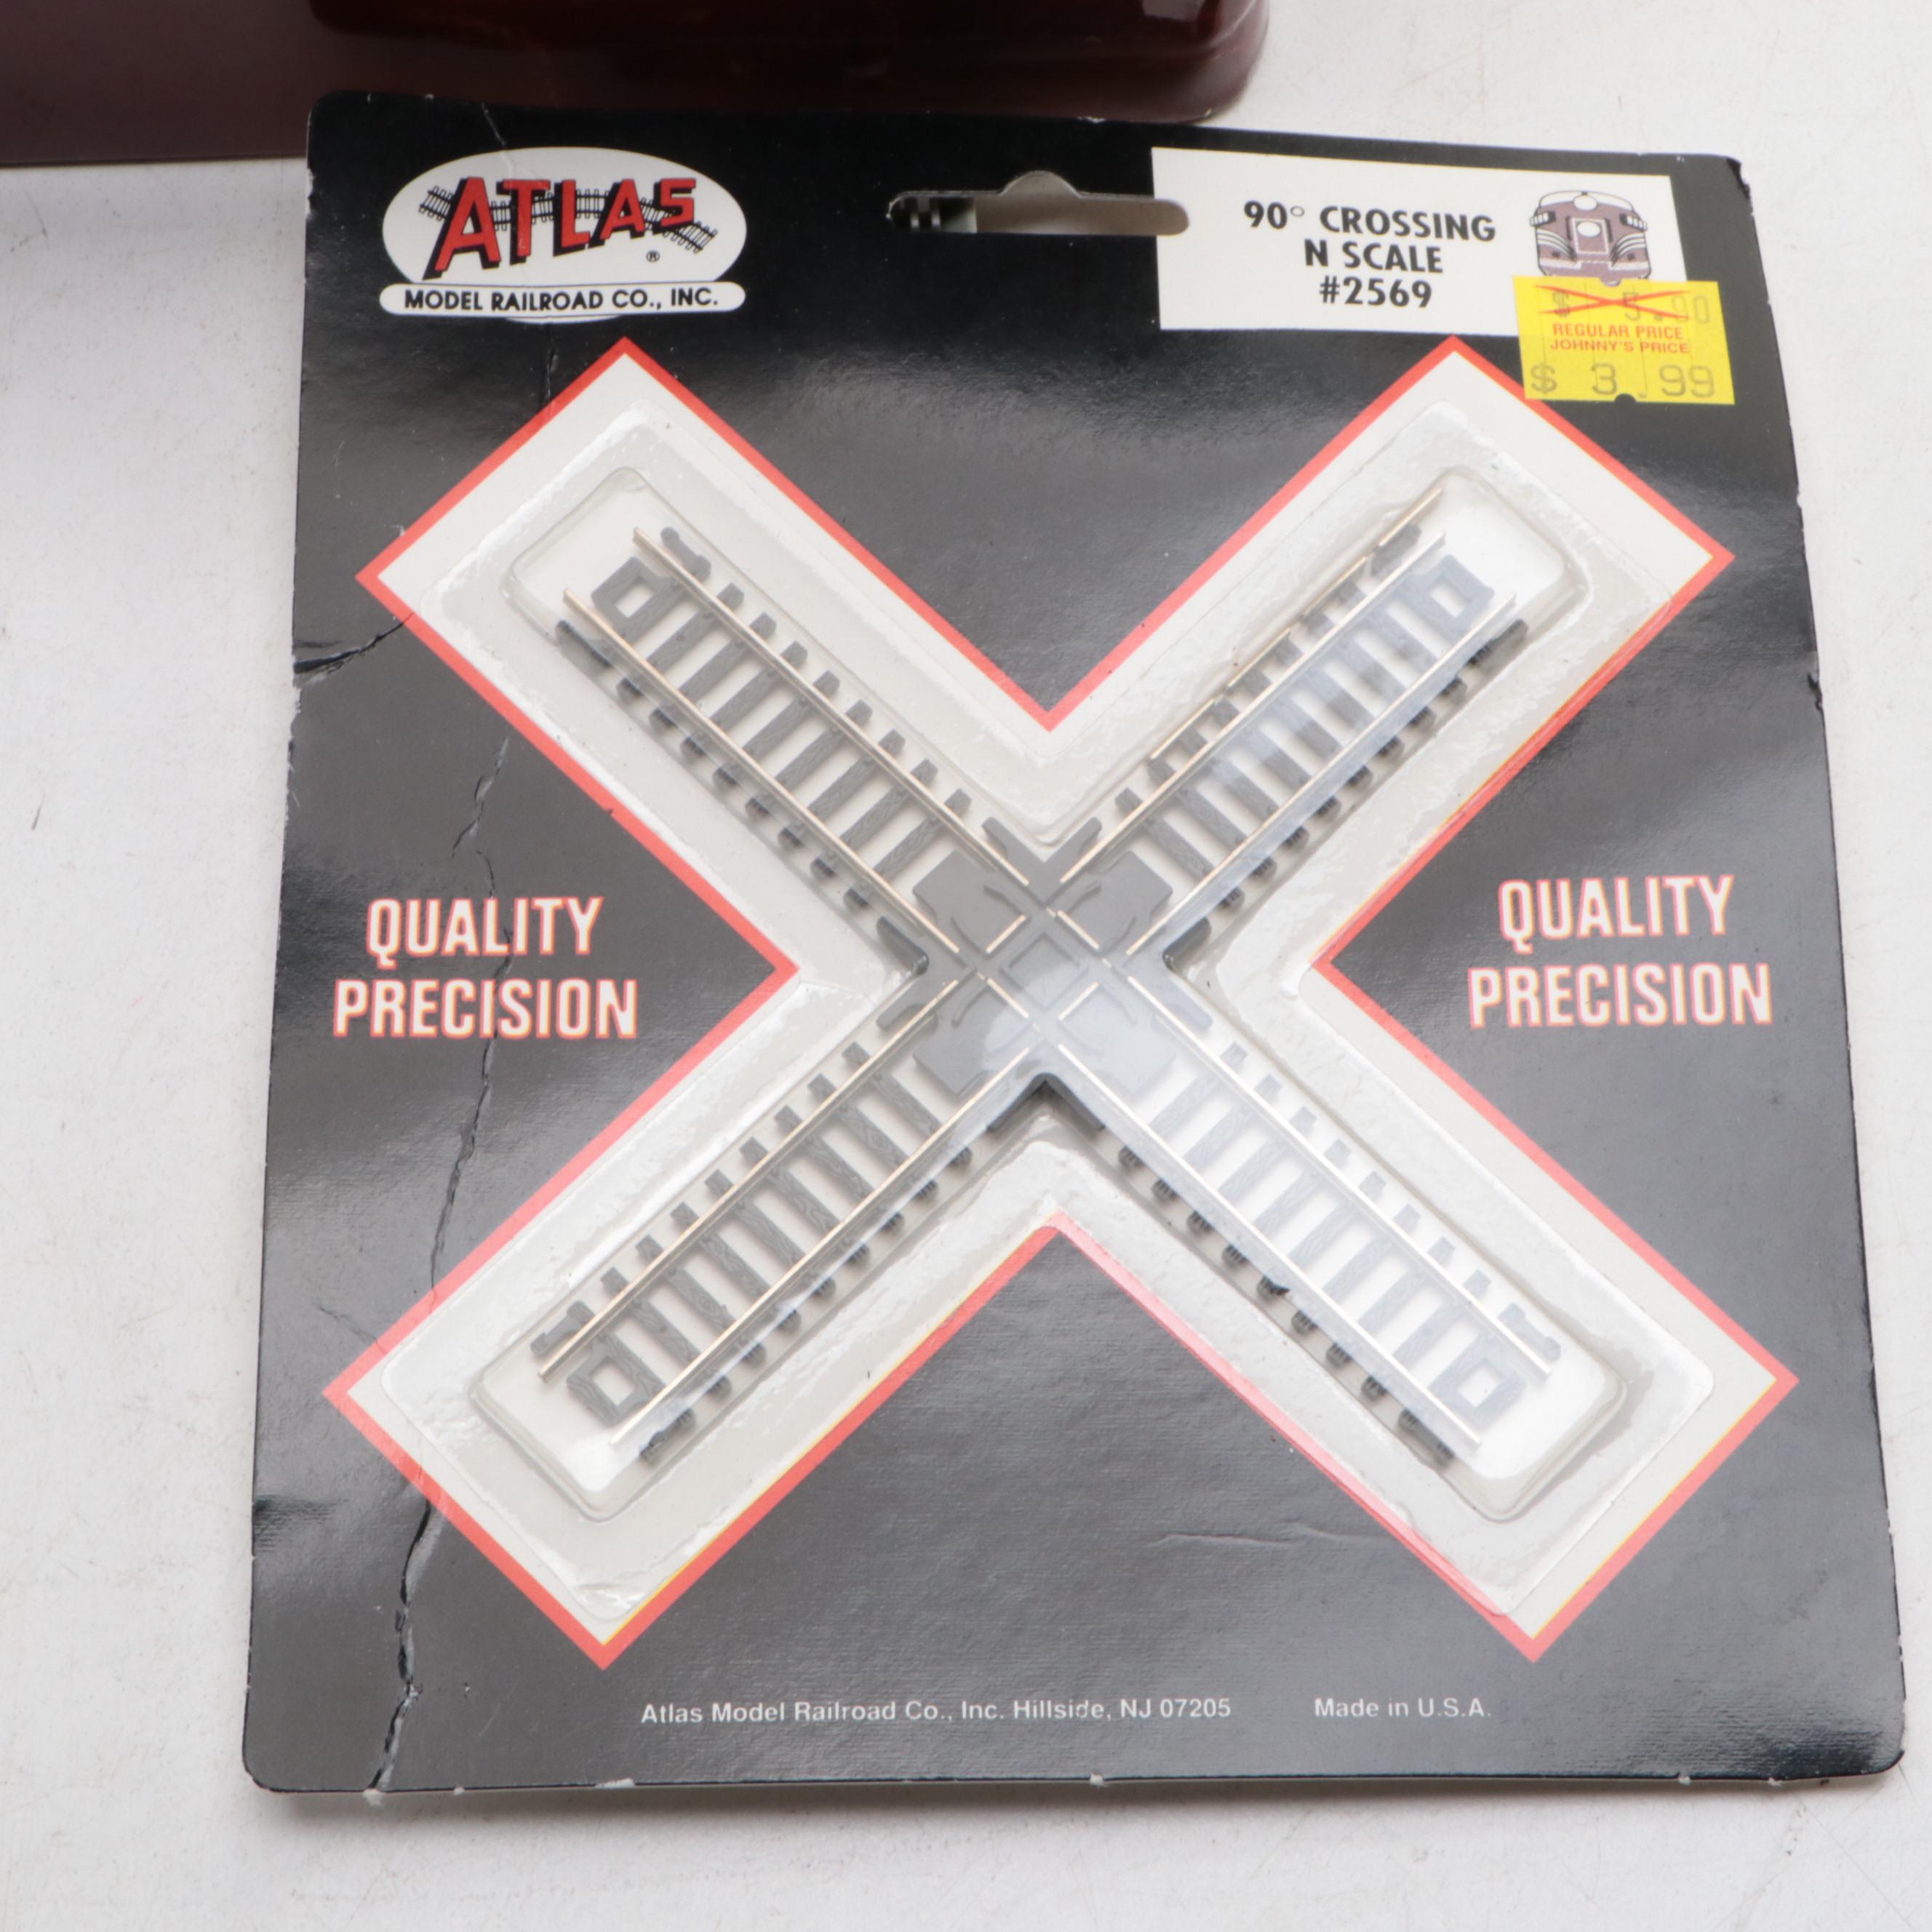 ATLAS
®
MODEL RAILROAD CO., INC.
90° CROSSING
N SCALE
#2569
REGULAR PRICE
JOHNNY'S PRICE
$ 3.99
QUALITY
PRECISION
QUALITY
PRECISION
Atlas Model Railroad Co., Inc. Hillside, NJ 07205 Made in U.S.A.